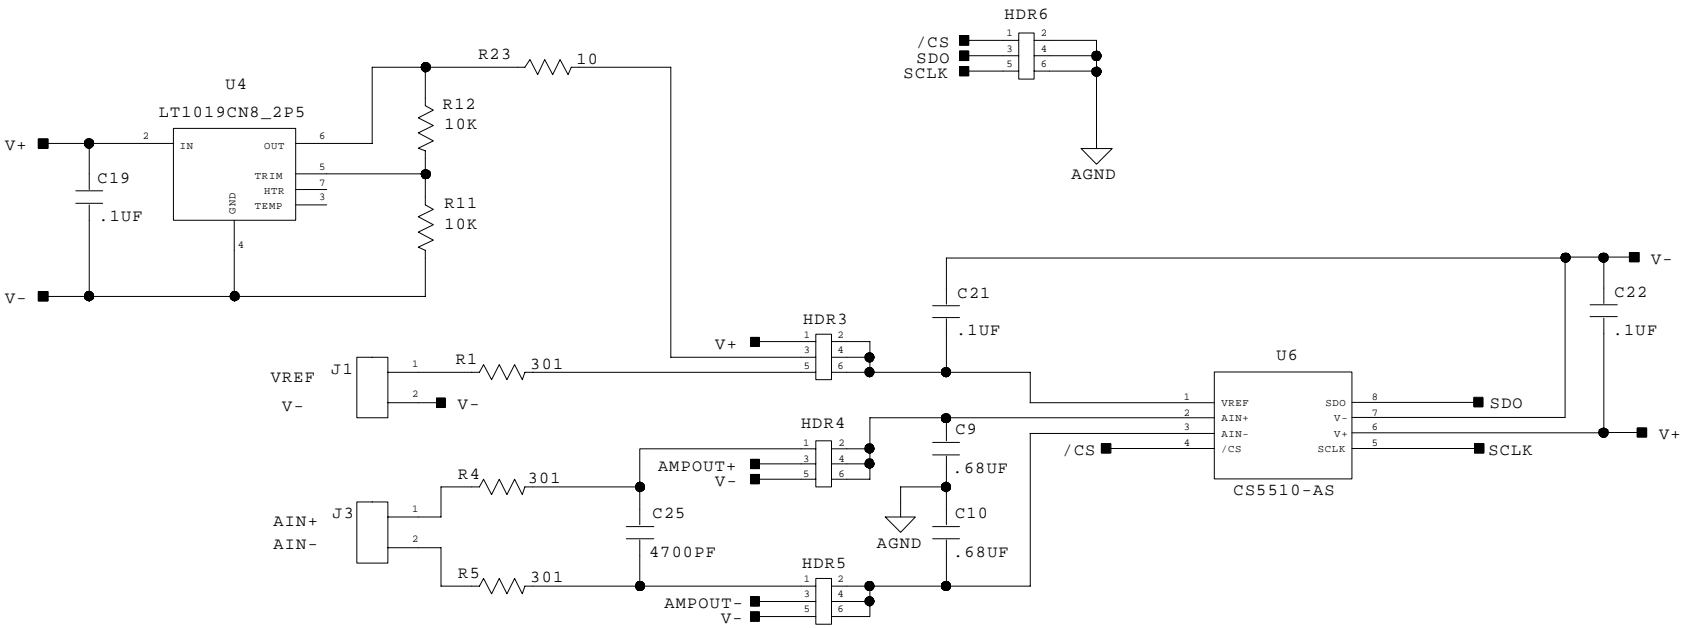 HDR6
/CS 1 2
SDO 3 4
SCLK 5 6
AGND
R23 10
U4
LT1019CN8_2P5
R12
10K
V+ 2 IN OUT 6
C19
.1UF
TRIM 5
HTR 7
TEMP 3
GND
4
R11
10K
V-
V-
C21
.1UF
C22
.1UF
HDR3
V+ 1 2
3 4
5 6
VREF J1 1 R1 301
V- 2 V-
U6
1 VREF SDO 8 SDO
2 AIN+ V- 7
3 AIN- V+ 6 V+
/CS 4 /CS SCLK 5 SCLK
CS5510-AS
HDR4
1 2
AMPOUT+ 3 4
V- 5 6
C9
.68UF
R4 301
J3
AIN+ 1
AIN- 2
C25
4700PF
AGND
C10
.68UF
R5 301
HDR5
1 2
AMPOUT- 3 4
V- 5 6